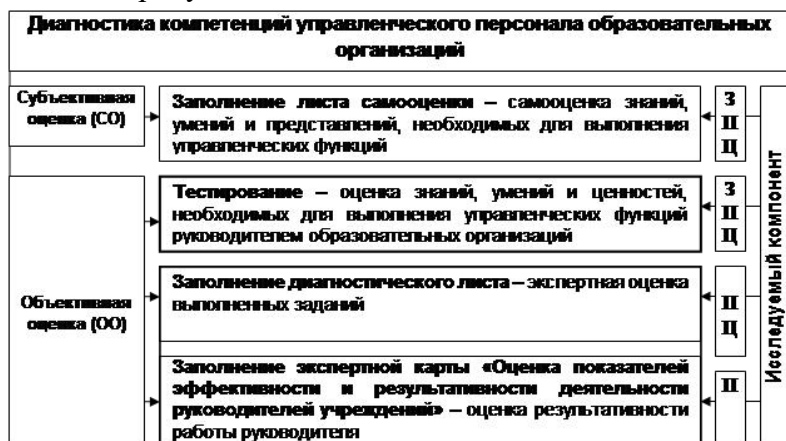 Диагностика компетенций управленческого персонала образовательных
организаций
Субъективная
оценка (СО)
Заполнение листа самооценки – самооценка знаний,
умений и представлений, необходимых для выполнения
управленческих функций
З
П
Ц
Тестирование – оценка знаний, умений и ценностей,
необходимых для выполнения управленческих функций
руководителем образовательных организаций
З
П
Ц
Объективная
оценка (ОО)
Заполнение диагностического листа – экспертная оценка
выполненных заданий
П
Ц
Заполнение экспертной карты «Оценка показателей
эффективности и результативности деятельности
руководителей учреждений» – оценка результативности
работы руководителя
П
Исследуемый компонент